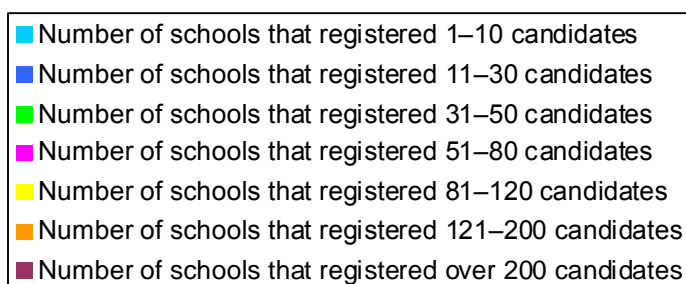 Number of schools that registered 1–10 candidates
Number of schools that registered 11–30 candidates
Number of schools that registered 31–50 candidates
Number of schools that registered 51–80 candidates
Number of schools that registered 81–120 candidates
Number of schools that registered 121–200 candidates
Number of schools that registered over 200 candidates